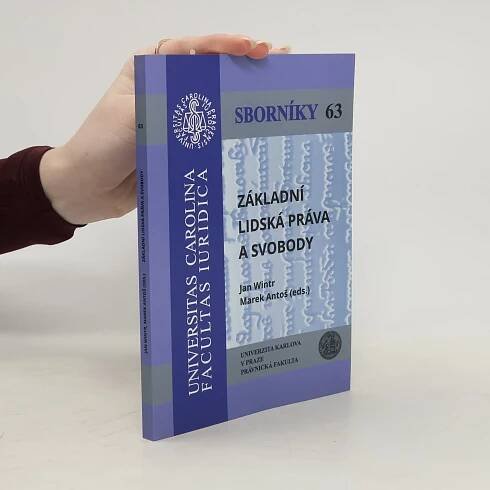 SBORNÍKY 63
ZÁKLADNÍ
LIDSKÁ PRÁVA
A SVOBODY
Jan Wintr
Marek Antoš (eds.)
UNIVERZITA KARLOVA
V PRAZE
PRÁVNICKÁ FAKULTA
UNIVERSITAS CAROLINA
FACULTAS IURIDICA
63
JAN WINTR, MAREK ANTOŠ (EDS.)
ZÁKLADNÍ LIDSKÁ PRÁVA A SVOBODY